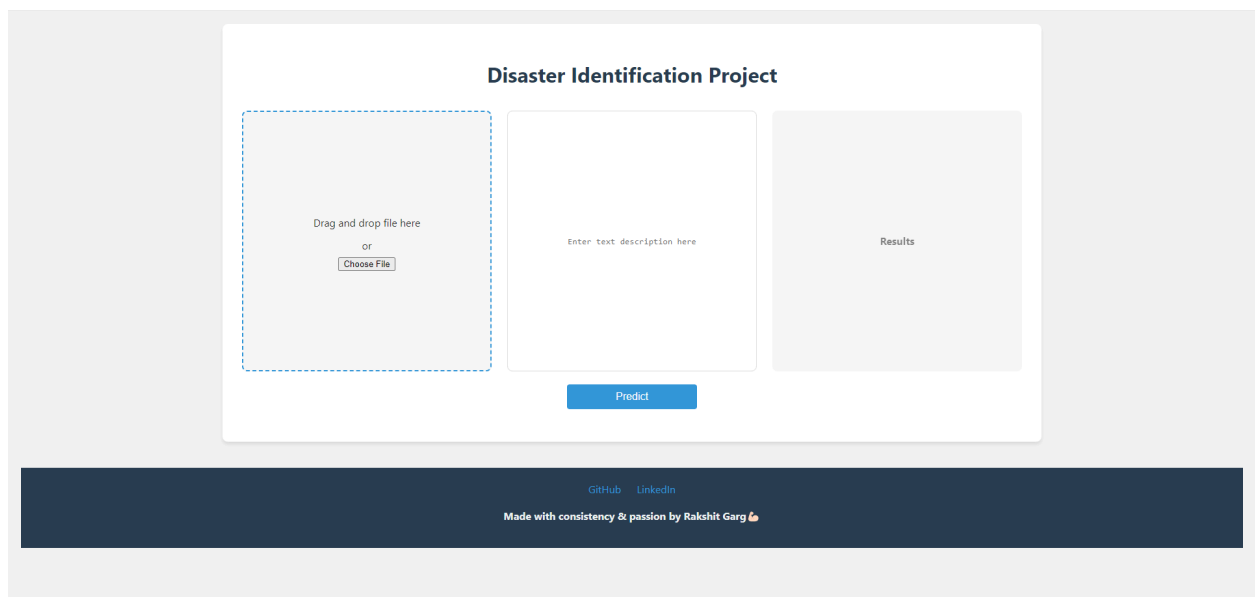 Disaster Identification Project
Drag and drop file here
or
Choose File
Enter text description here
Results
Predict
GitHub LinkedIn
Made with consistency & passion by Rakshit Garg💪🏻